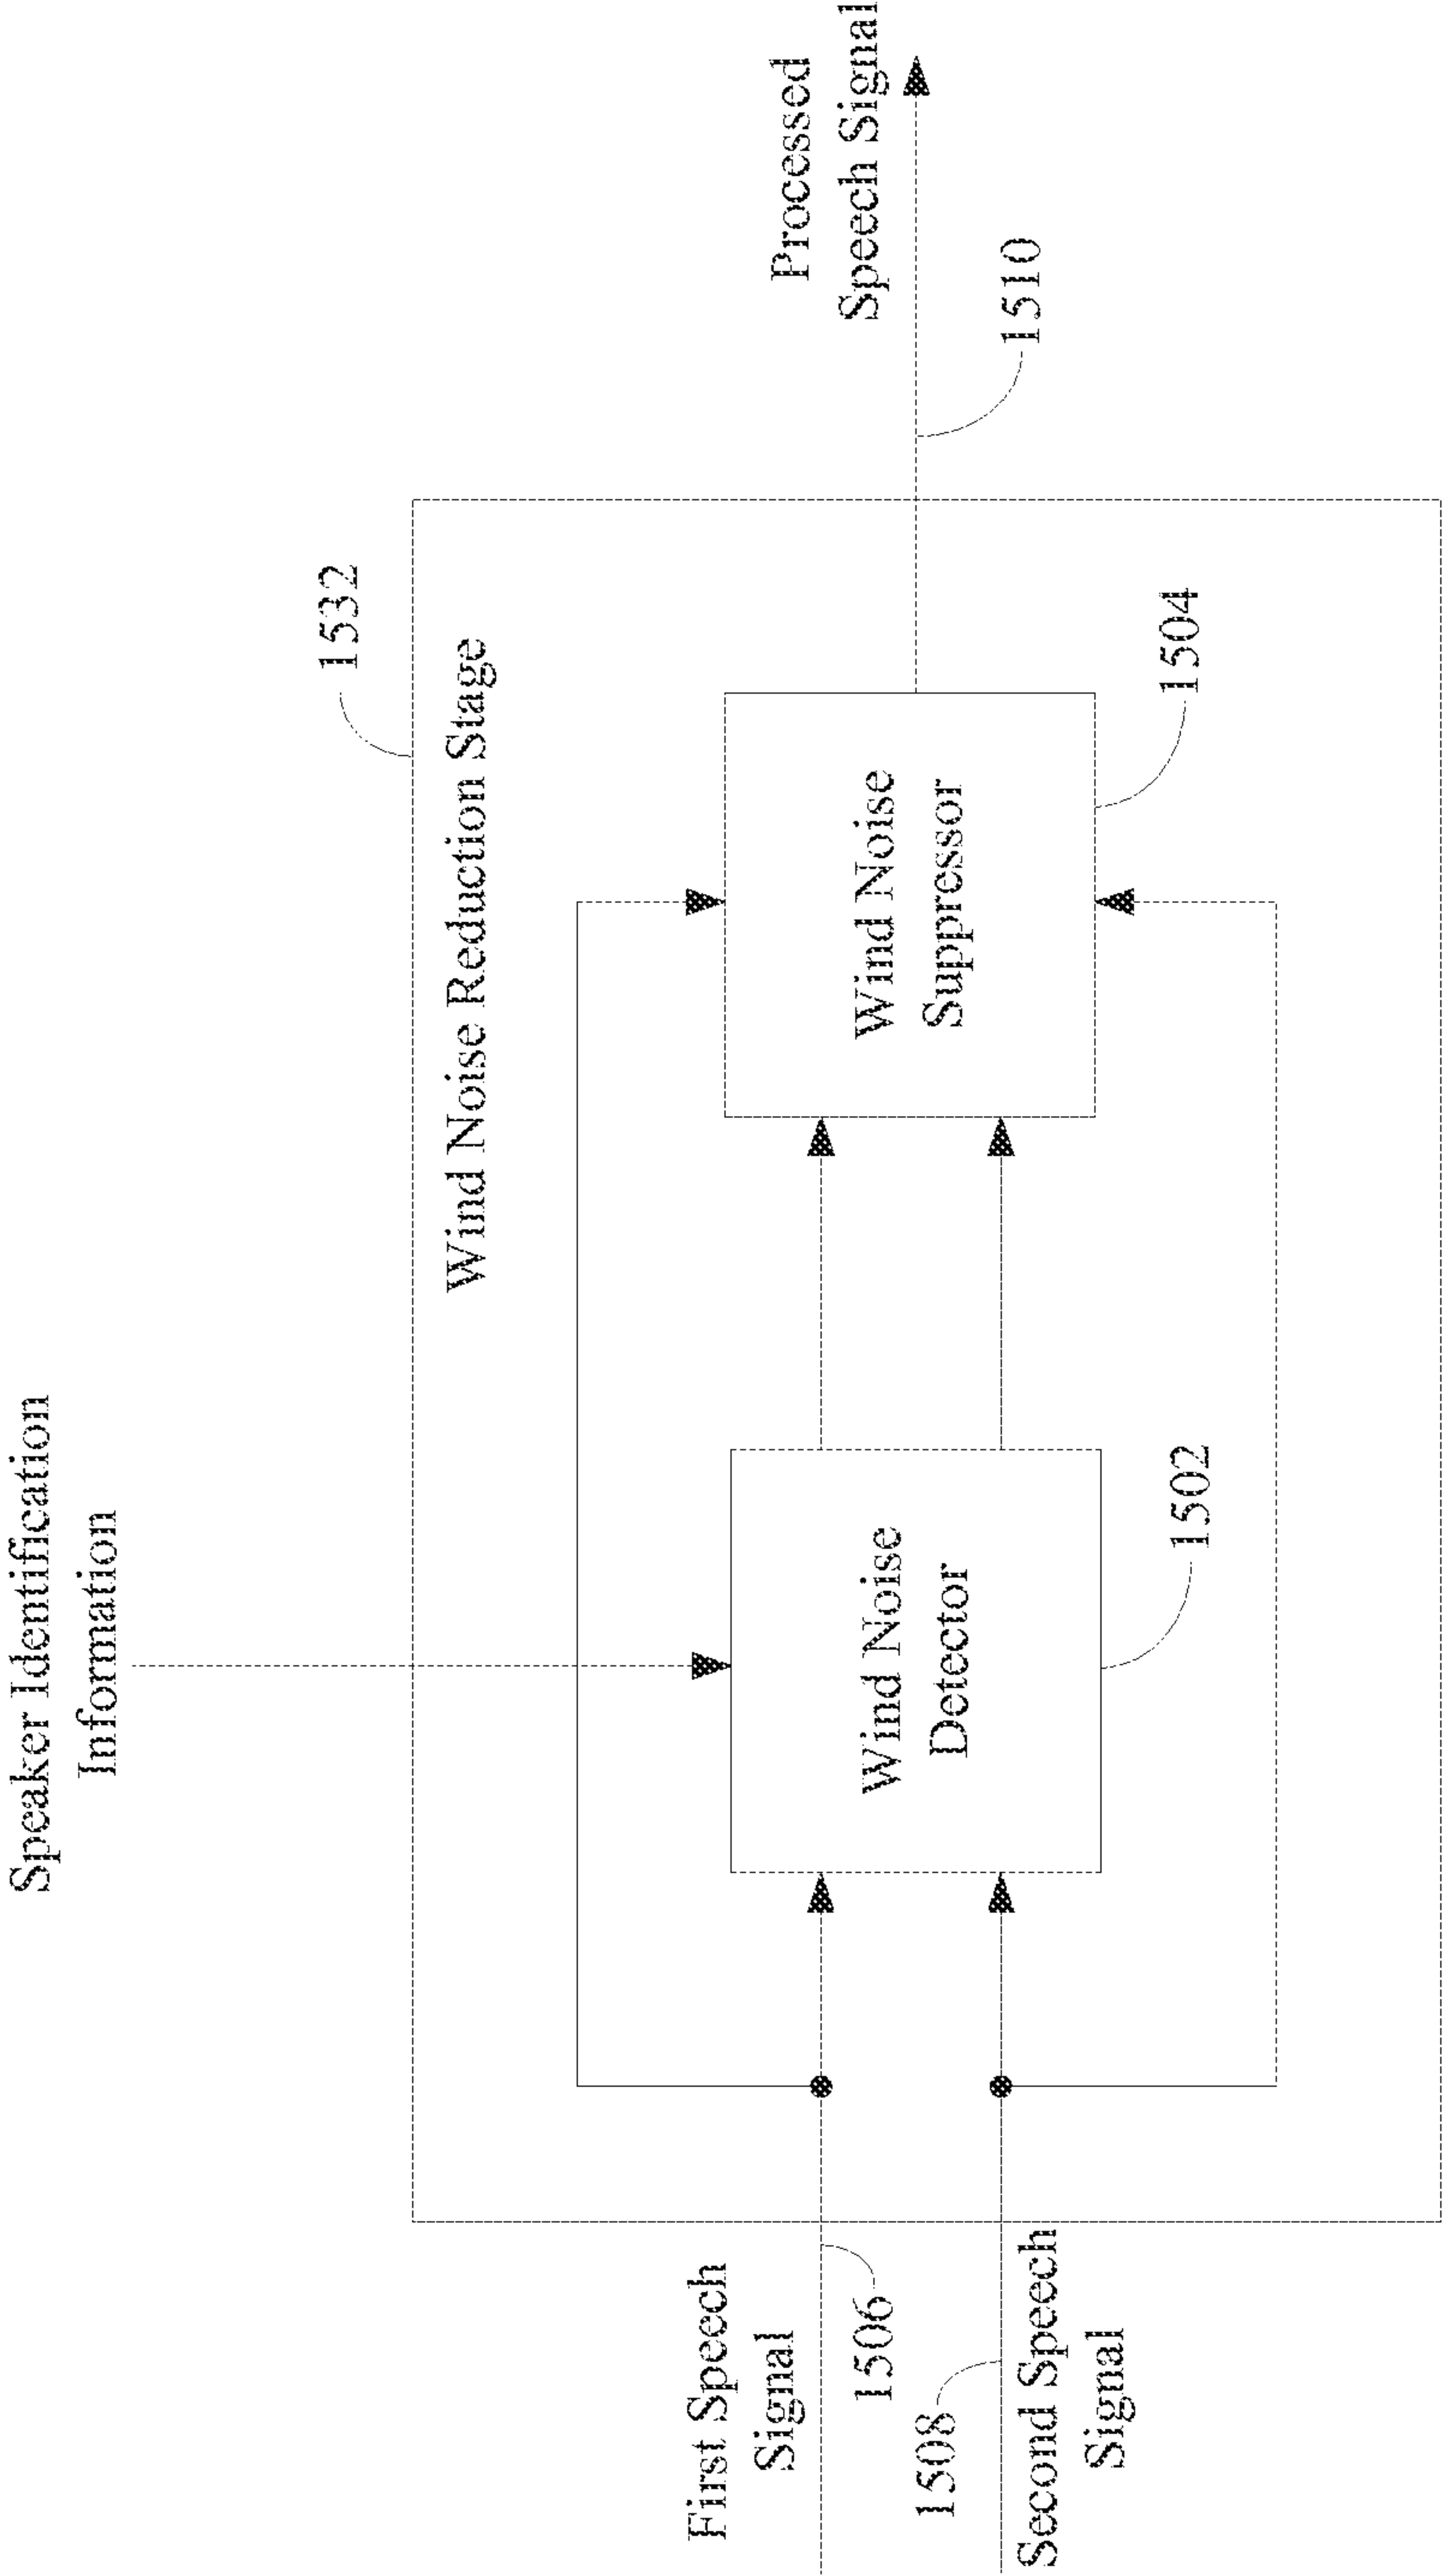 Speaker Identification
Information
1532
Wind Noise Reduction Stage
First Speech
Signal
1506
1508
Second Speech
Signal
Wind Noise
Detector
1502
Wind Noise
Suppressor
1504
Processed
Speech Signal
1510